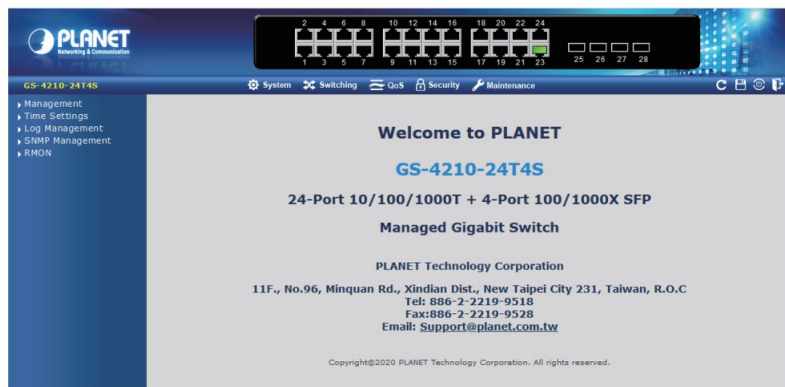 PLANET
Networking & Communication
2 4 6 8 10 12 14 16 18 20 22 24
1 3 5 7 9 11 13 15 17 19 21 23 25 26 27 28
GS-4210-24T4S
System Switching QoS Security Maintenance
Management
Time Settings
Log Management
SNMP Management
RMON
Welcome to PLANET
GS-4210-24T4S
24-Port 10/100/1000T + 4-Port 100/1000X SFP
Managed Gigabit Switch
PLANET Technology Corporation
11F., No.96, Minquan Rd., Xindian Dist., New Taipei City 231, Taiwan, R.O.C
Tel: 886-2-2219-9518
Fax:886-2-2219-9528
Email: Support@planet.com.tw
Copyright©2020 PLANET Technology Corporation. All rights reserved.